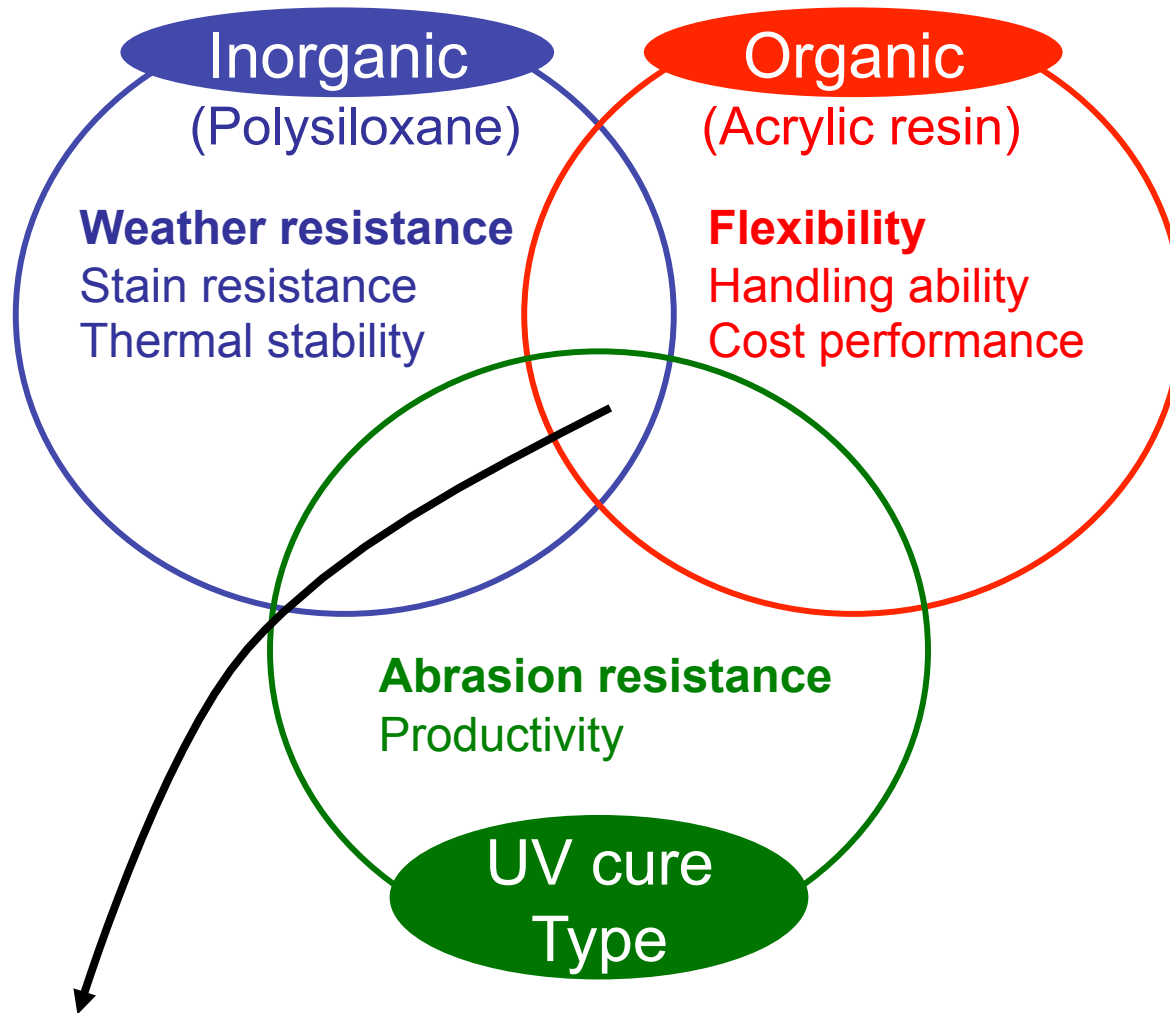 Inorganic
(Polysiloxane)
Weather resistance
Stain resistance
Thermal stability
Organic
(Acrylic resin)
Flexibility
Handling ability
Cost performance
Abrasion resistance
Productivity
UV cure
Type